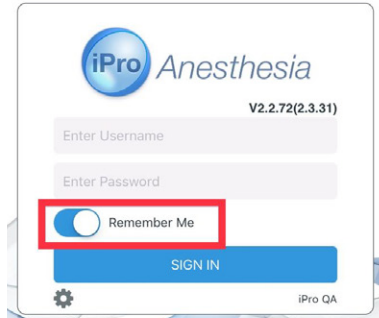 iPro Anesthesia
V2.2.72(2.3.31)
Enter Username
Enter Password
Remember Me
SIGN IN
iPro QA